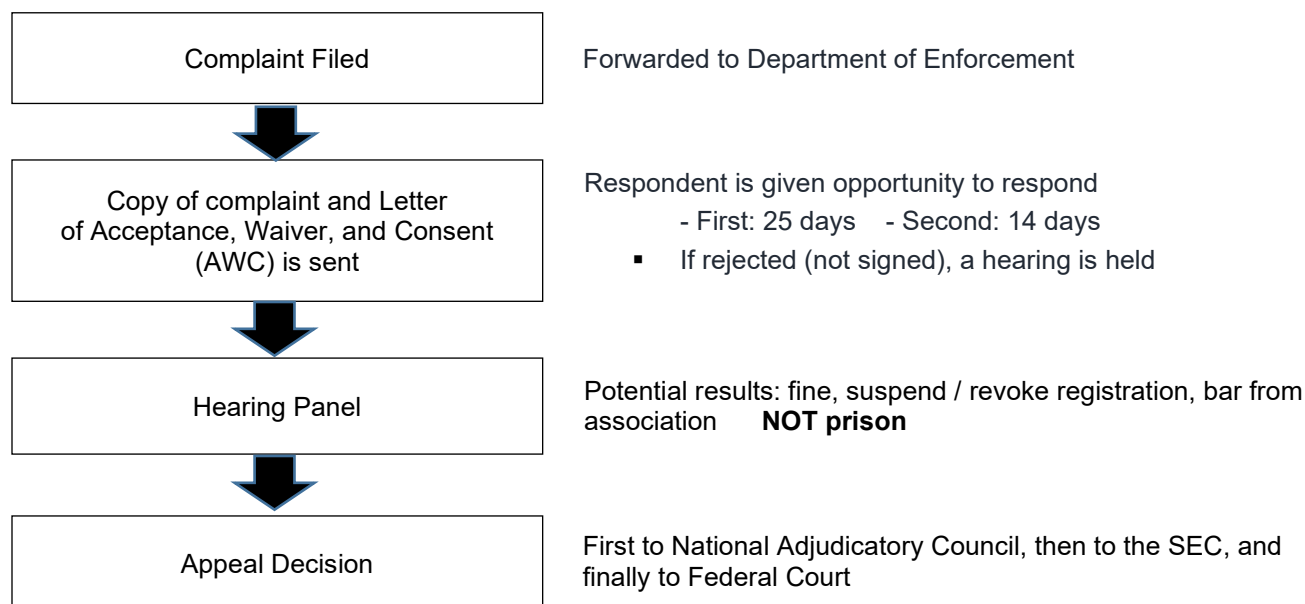 Complaint Filed
Forwarded to Department of Enforcement
Copy of complaint and Letter
of Acceptance, Waiver, and Consent
(AWC) is sent
Respondent is given opportunity to respond
- First: 25 days - Second: 14 days
▪ If rejected (not signed), a hearing is held
Hearing Panel
Potential results: fine, suspend / revoke registration, bar from
association NOT prison
Appeal Decision
First to National Adjudicatory Council, then to the SEC, and
finally to Federal Court